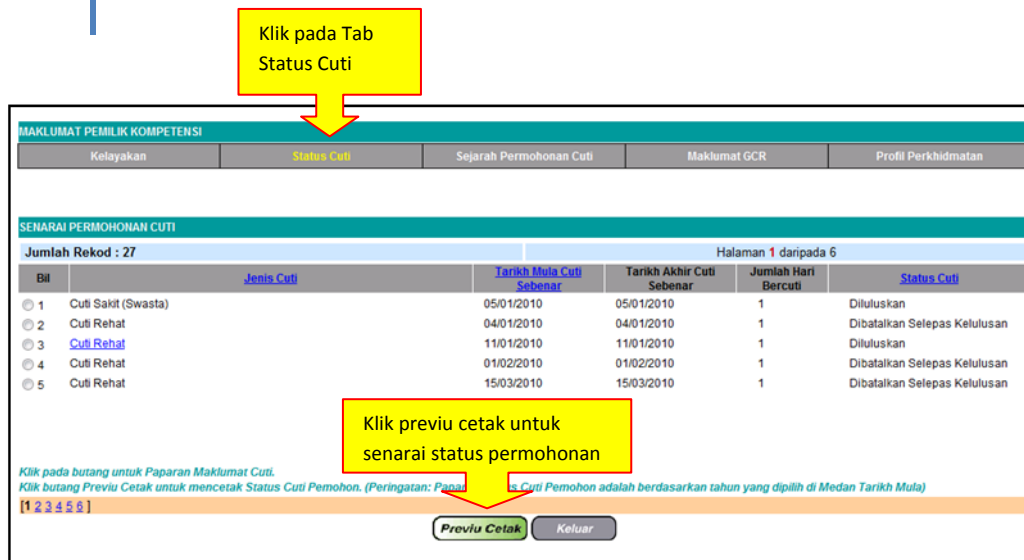 Klik pada Tab
Status Cuti
MAKLUMAT PEMILIK KOMPETENSI
Kelayakan Status Cuti Sejarah Permohonan Cuti Maklumat GCR Profil Perkhidmatan
SENARAI PERMOHONAN CUTI
Jumlah Rekod : 27 Halaman 1 daripada 6
Bil Jenis Cuti Tarikh Mula Cuti Sebenar Tarikh Akhir Cuti Sebenar Jumlah Hari Bercuti Status Cuti
1 Cuti Sakit (Swasta) 05/01/2010 05/01/2010 1 Diluluskan
2 Cuti Rehat 04/01/2010 04/01/2010 1 Dibatalkan Selepas Kelulusan
3 Cuti Rehat 11/01/2010 11/01/2010 1 Diluluskan
4 Cuti Rehat 01/02/2010 01/02/2010 1 Dibatalkan Selepas Kelulusan
5 Cuti Rehat 15/03/2010 15/03/2010 1 Dibatalkan Selepas Kelulusan
Klik previu cetak untuk
senarai status permohonan
Klik pada butang untuk Paparan Maklumat Cuti.
Klik butang Previu Cetak untuk mencetak Status Cuti Pemohon. (Peringatan: Cuti Pemohon adalah berdasarkan tahun yang dipilih di Medan Tarikh Mula)
[1 2 3 4 5 6 ]
Previu Cetak Keluar